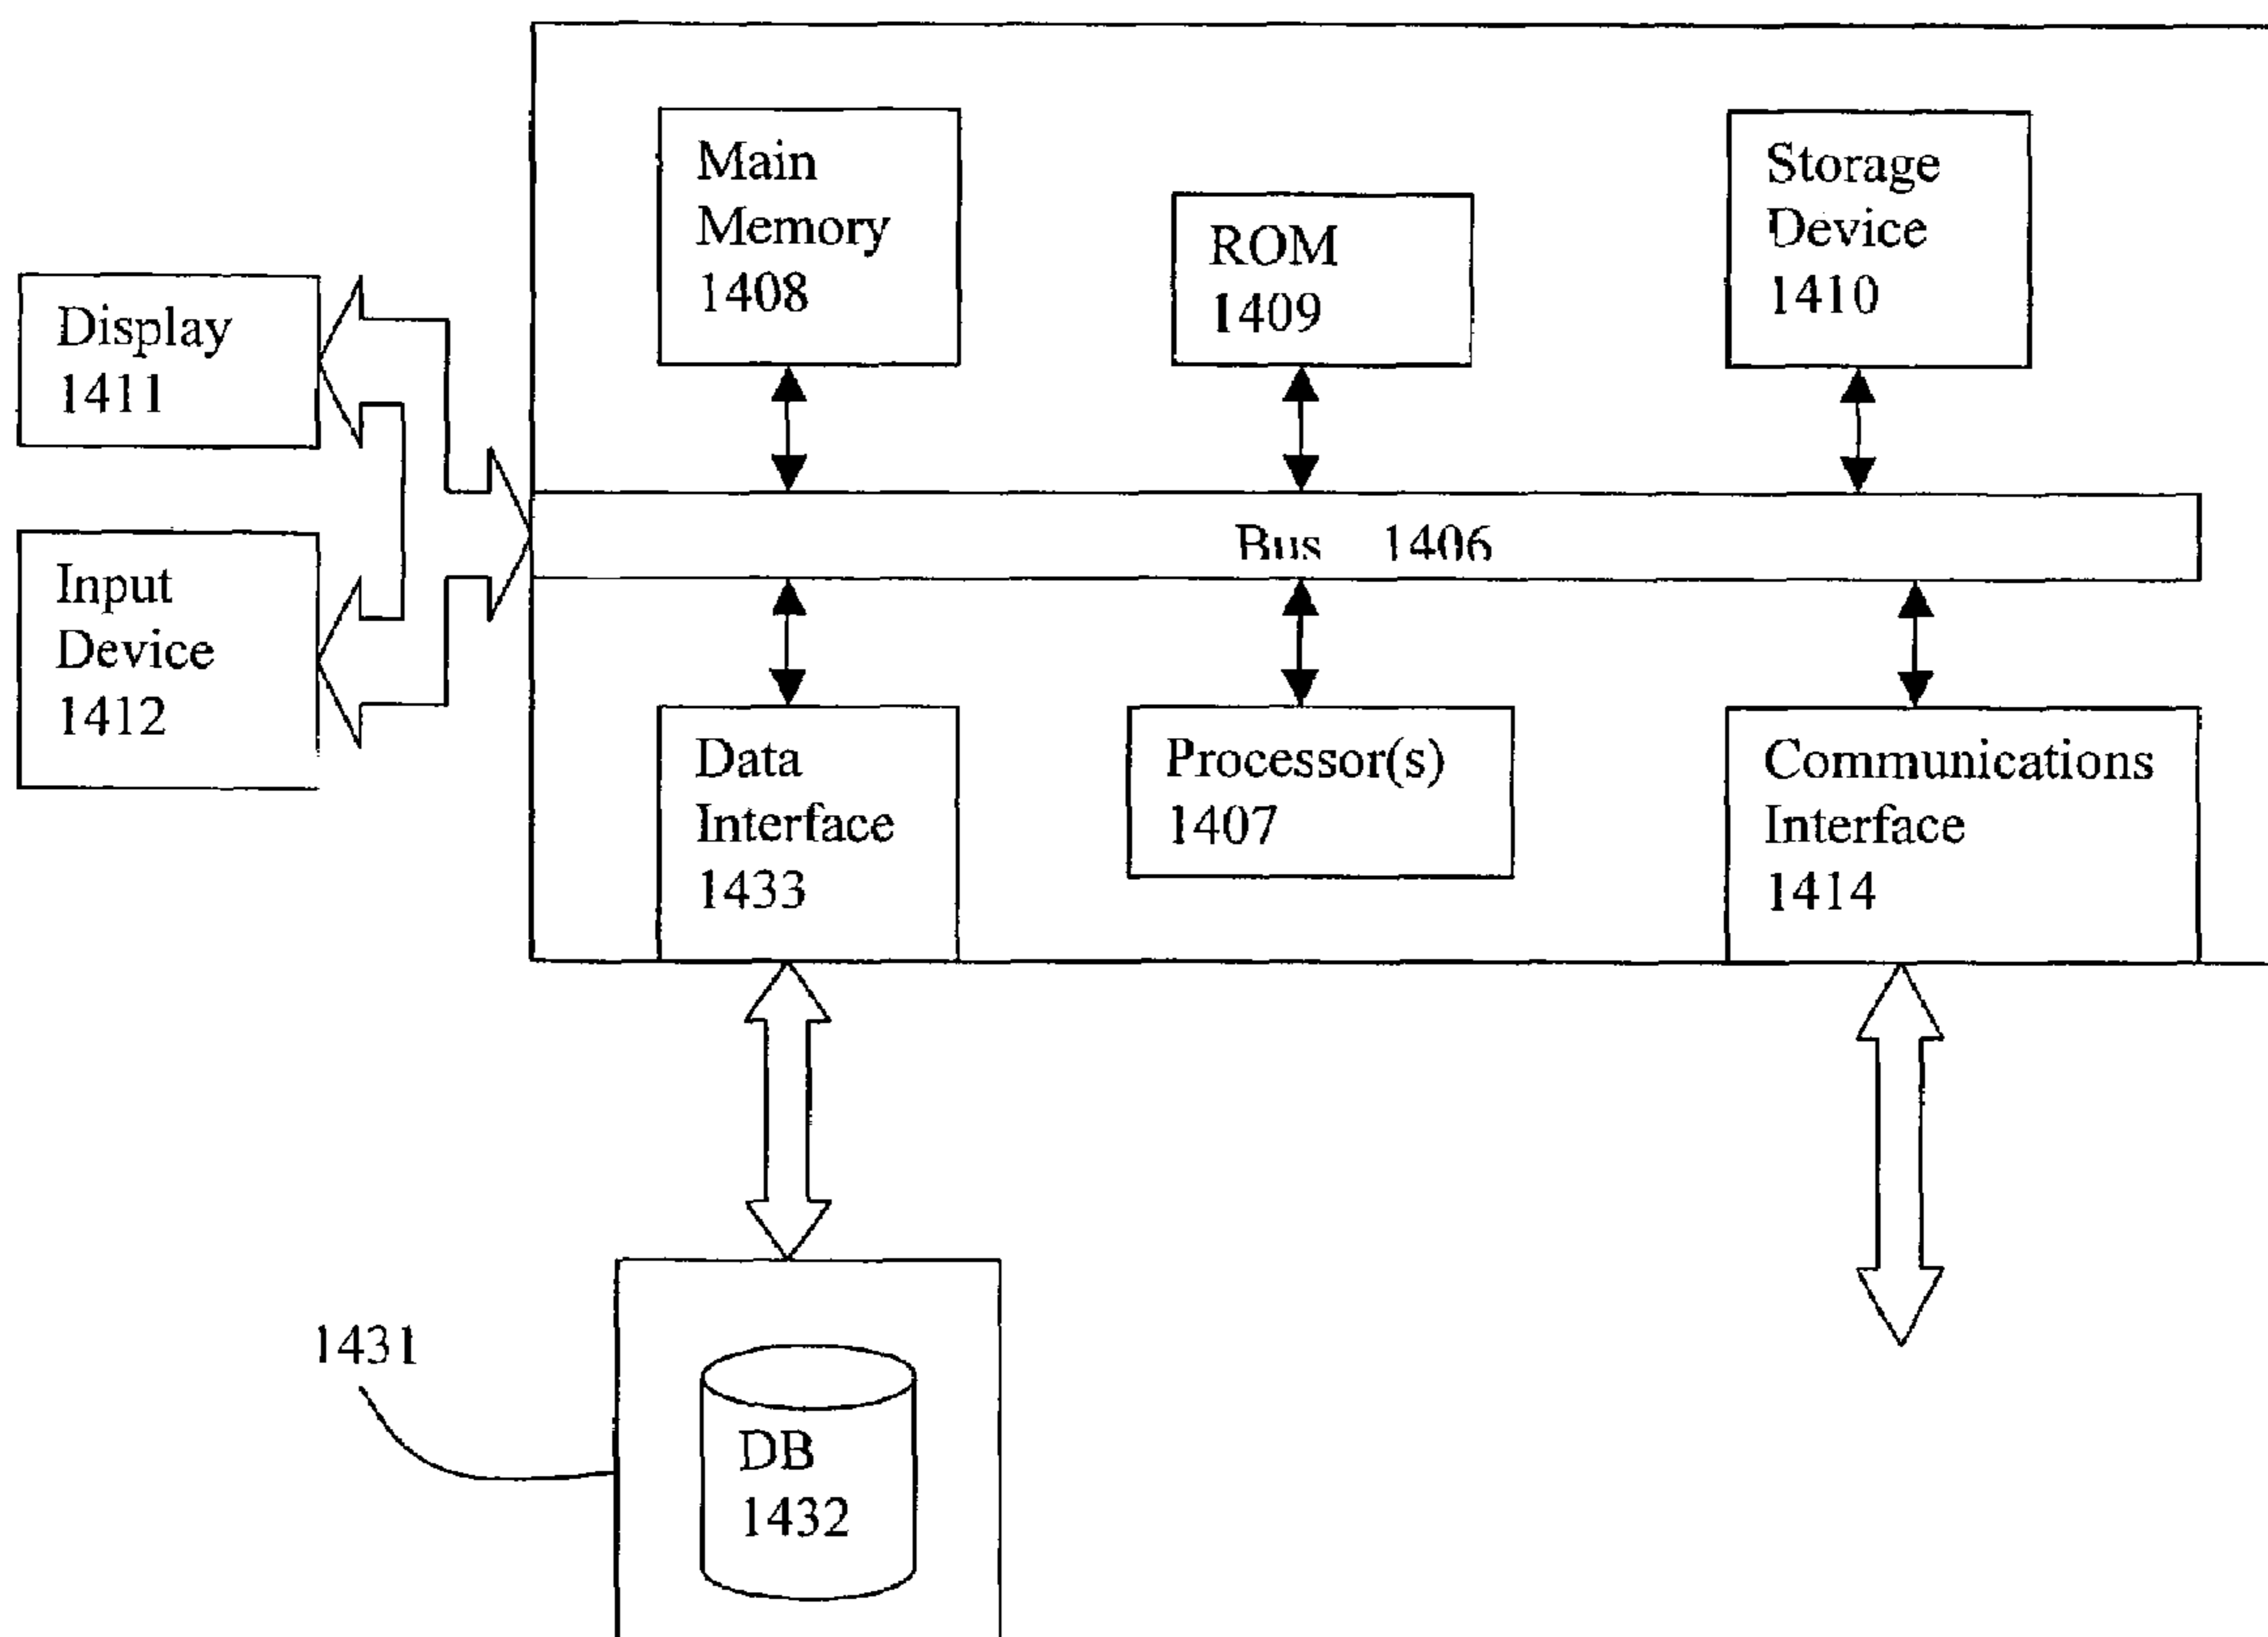 Main
Memory
1408
ROM
1409
Storage
Device
1410
Display
1411
Input
Device
1412
Bus 1406
Data
Interface
1433
Processor(s)
1407
Communications
Interface
1414
1431
DB
1432